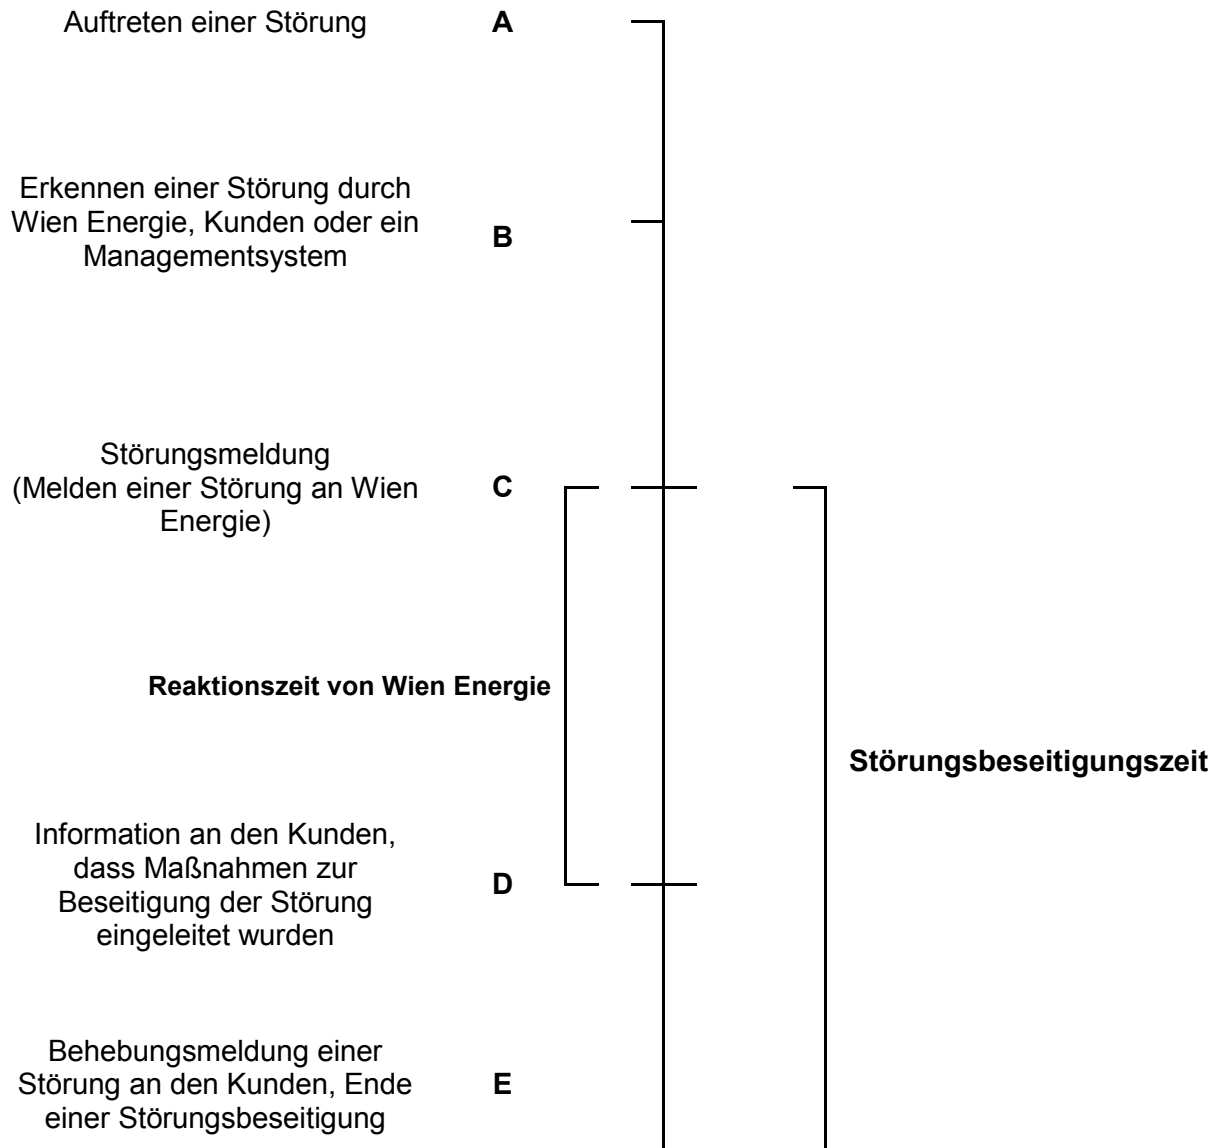 Auftreten einer Störung A
Erkennen einer Störung durch
Wien Energie, Kunden oder ein
Managementsystem
B
Störungsmeldung
(Melden einer Störung an Wien
Energie)
C
Reaktionszeit von Wien Energie
Störungsbeseitigungszeit
Information an den Kunden,
dass Maßnahmen zur
Beseitigung der Störung
eingeleitet wurden
D
Behebungsmeldung einer
Störung an den Kunden, Ende
einer Störungsbeseitigung
E